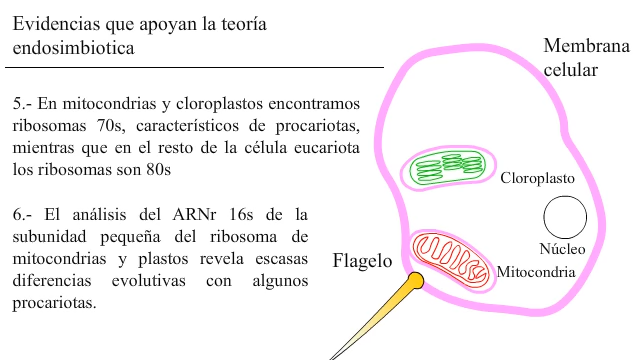 Evidencias que apoyan la teoría
endosimbiotica
Membrana
celular
5.- En mitocondrias y cloroplastos encontramos
ribosomas 70s, característicos de procariotas,
mientras que en el resto de la célula eucariota
los ribosomas son 80s
Cloroplasto
6.- El análisis del ARNr 16s de la
subunidad pequeña del ribosoma de
mitocondrias y plastos revela escasas
diferencias evolutivas con algunos
procariotas.
Núcleo
Flagelo
Mitocondria